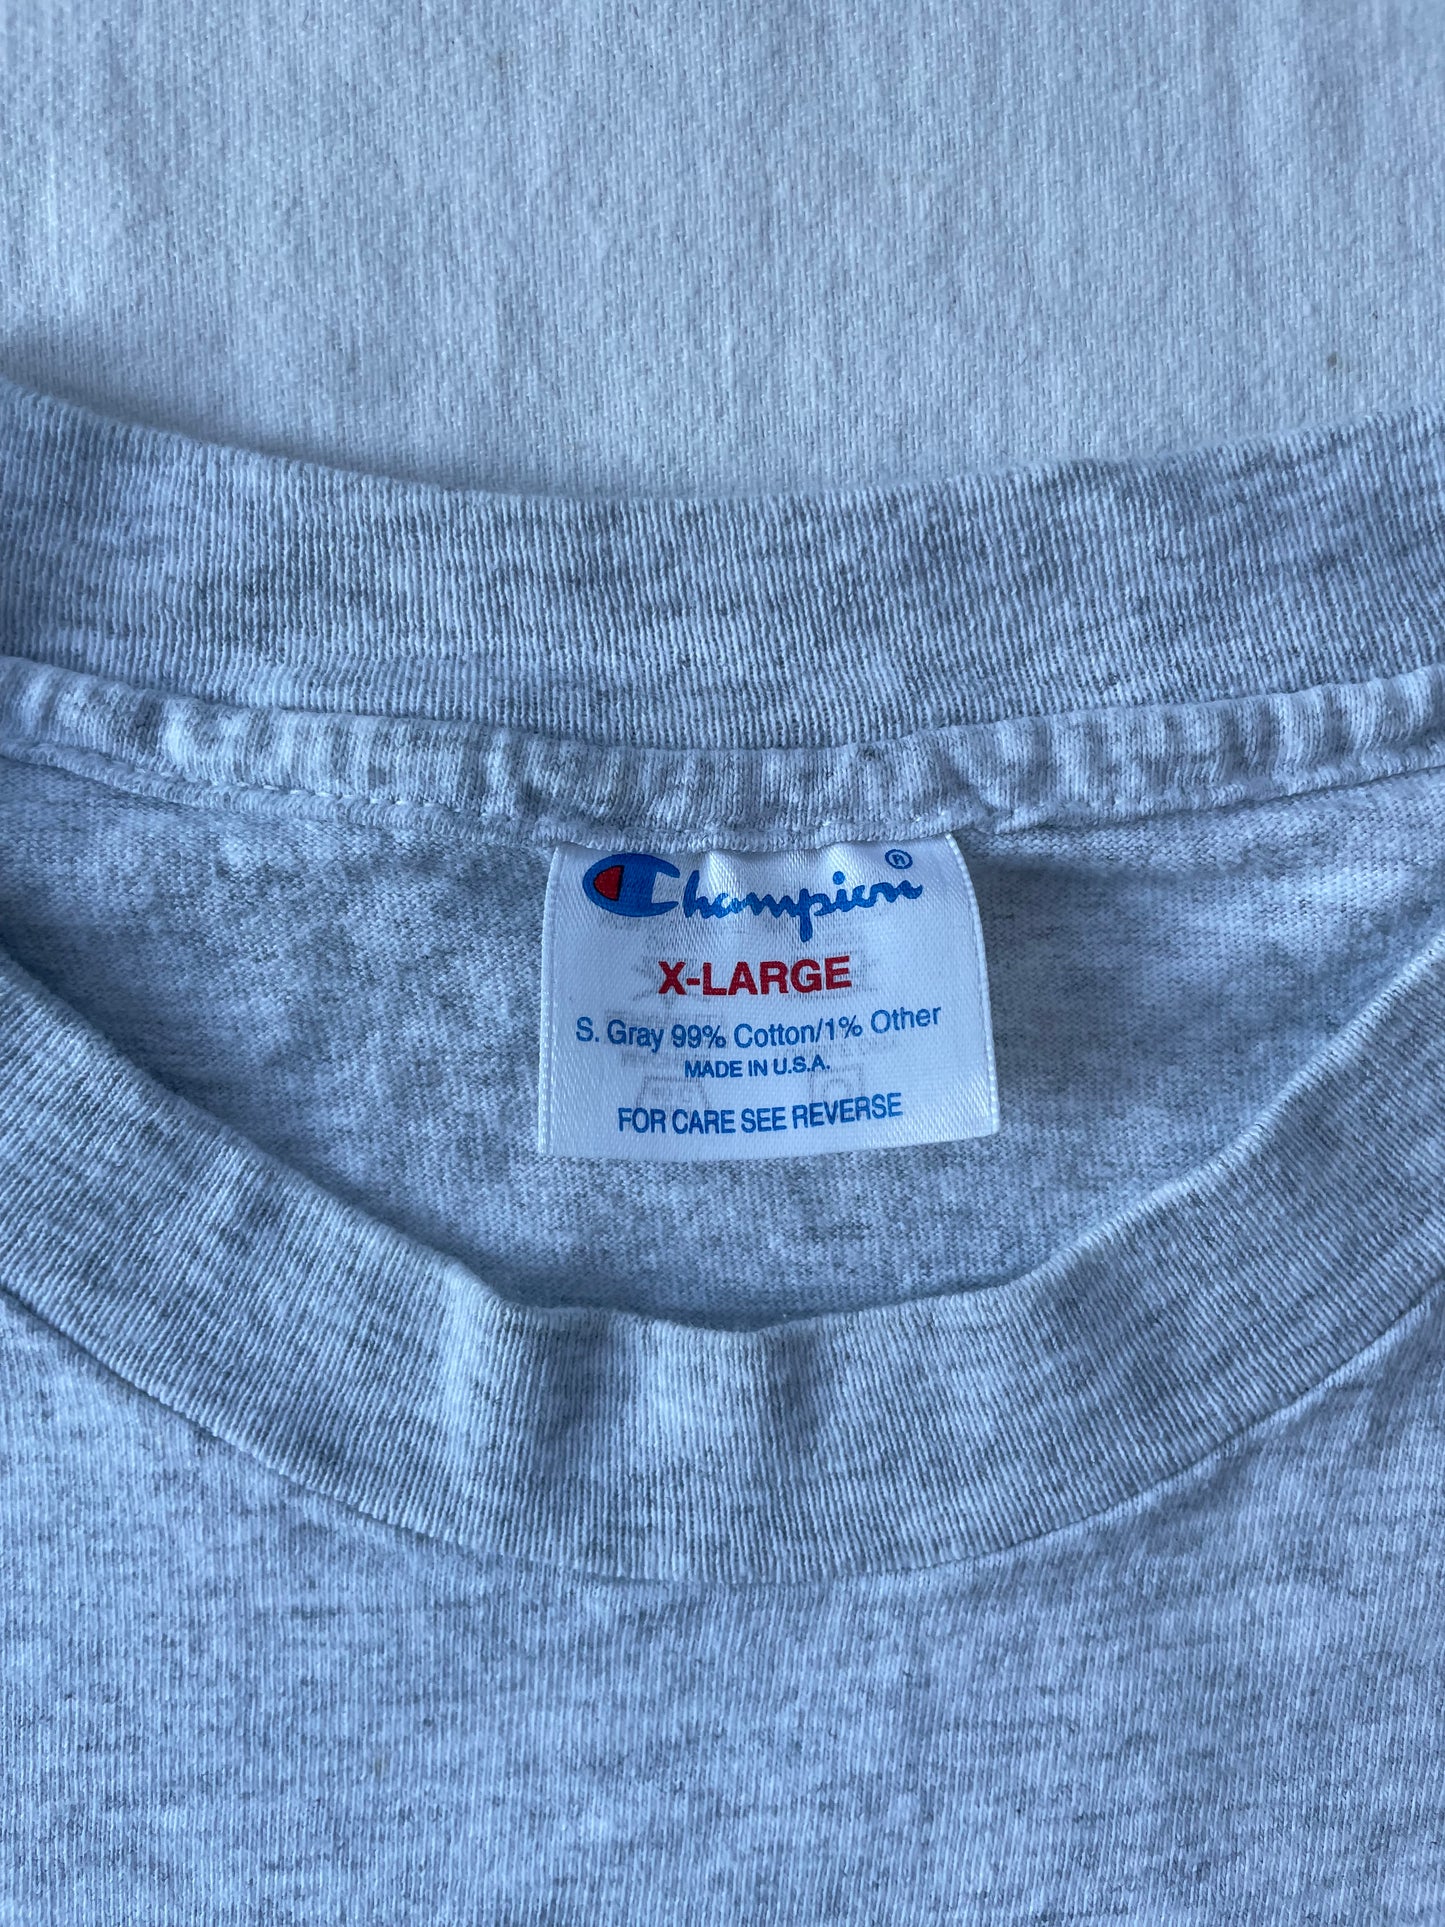 Champion®
X-LARGE
S. Gray 99% Cotton/1% Other
MADE IN U.S.A.
FOR CARE SEE REVERSE